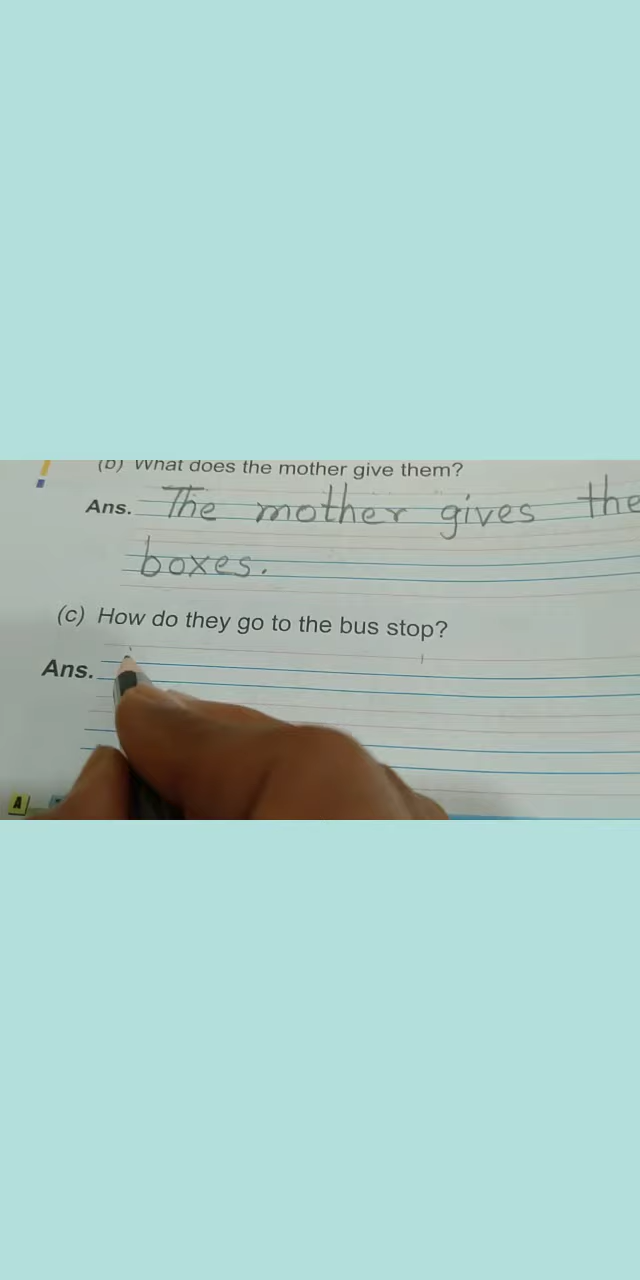 (b) What does the mother give them?
Ans. The mother gives the
boxes.
(c) How do they go to the bus stop?
Ans.
A